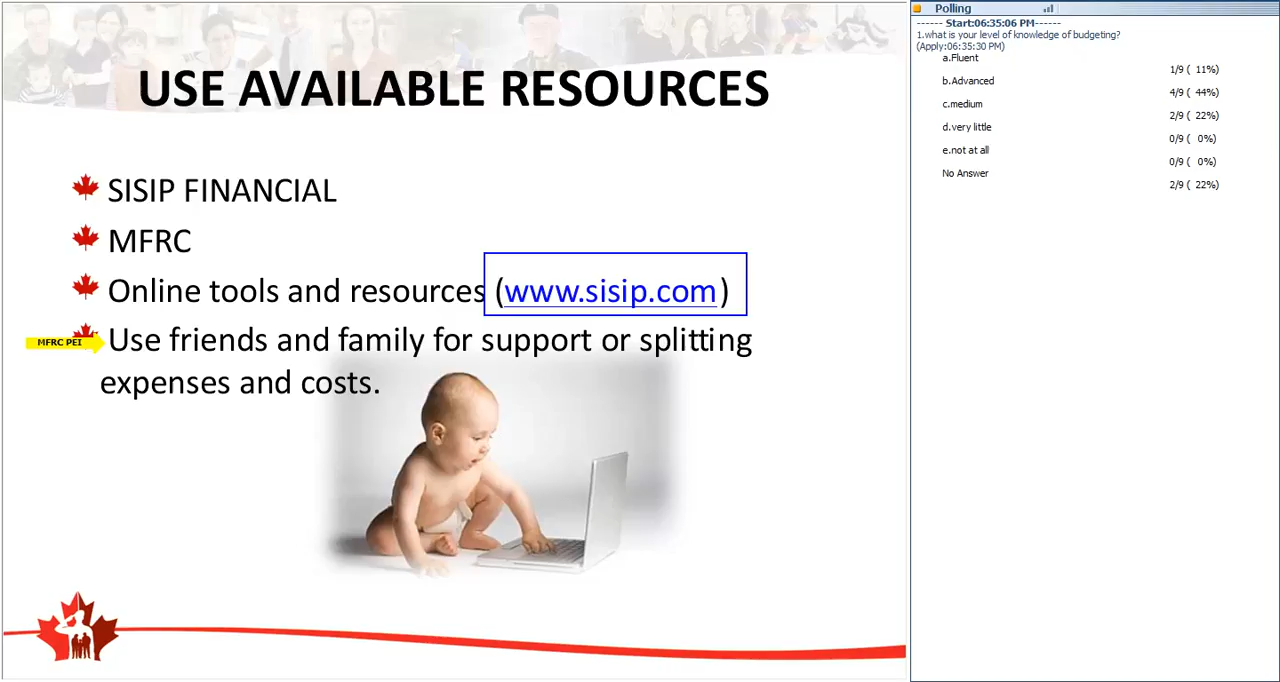 USE AVAILABLE RESOURCES
SISIP FINANCIAL
MFRC
Online tools and resources (www.sisip.com)
MFRC PEI
Use friends and family for support or splitting
expenses and costs.
Polling
------ Start:06:35:06 PM------
1.what is your level of knowledge of budgeting?
(Apply:06:35:30 PM)
a.Fluent
1/9 ( 11%)
b.Advanced
4/9 ( 44%)
c.medium
2/9 ( 22%)
d.very little
0/9 ( 0%)
e.not at all
0/9 ( 0%)
No Answer
2/9 ( 22%)